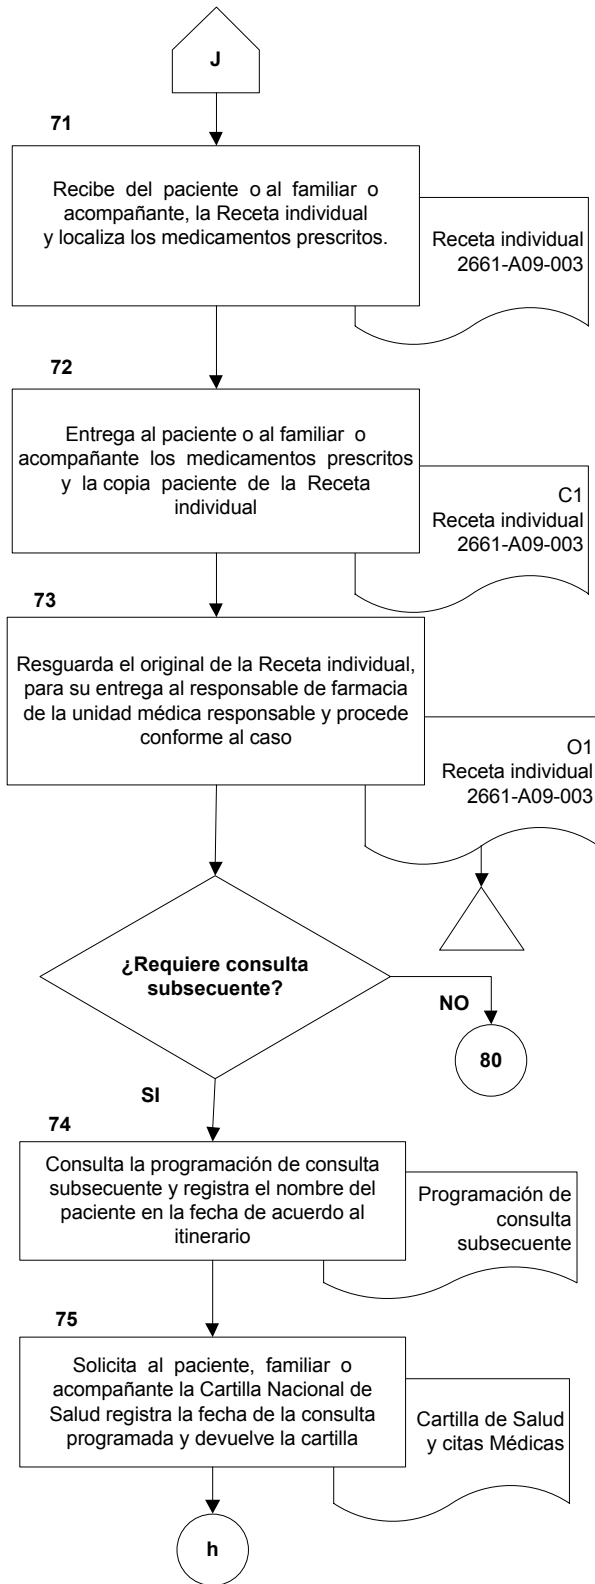 J
71
Recibe del paciente o al familiar o
acompañante, la Receta individual
y localiza los medicamentos prescritos.
Receta individual
2661-A09-003
72
Entrega al paciente o al familiar o
acompañante los medicamentos prescritos
y la copia paciente de la Receta
individual
C1
Receta individual
2661-A09-003
73
Resguarda el original de la Receta individual,
para su entrega al responsable de farmacia
de la unidad médica responsable y procede
conforme al caso
O1
Receta individual
2661-A09-003
¿Requiere consulta
subsecuente?
NO
80
SI
74
Consulta la programación de consulta
subsecuente y registra el nombre del
paciente en la fecha de acuerdo al
itinerario
Programación de
consulta
subsecuente
75
Solicita al paciente, familiar o
acompañante la Cartilla Nacional de
Salud registra la fecha de la consulta
programada y devuelve la cartilla
Cartilla de Salud
y citas Médicas
h